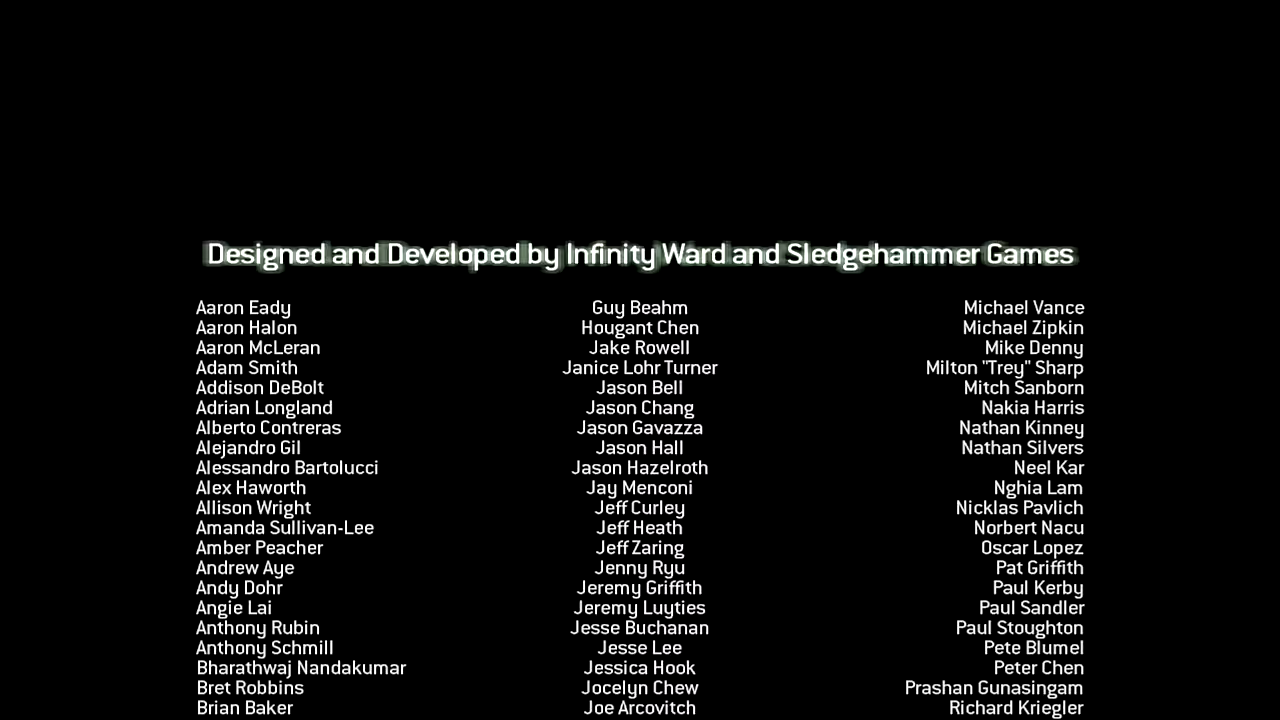 Designed and Developed by Infinity Ward and Sledgehammer Games
Aaron Eady Guy Beahm Michael Vance
Aaron Halon Hougant Chen Michael Zipkin
Aaron McLeran Jake Rowell Mike Denny
Adam Smith Janice Lohr Turner Milton "Trey" Sharp
Addison DeBolt Jason Bell Mitch Sanborn
Adrian Longland Jason Chang Nakia Harris
Alberto Contreras Jason Gavazza Nathan Kinney
Alejandro Gil Jason Hall Nathan Silvers
Alessandro Bartolucci Jason Hazelroth Neel Kar
Alex Haworth Jay Menconi Nghia Lam
Allison Wright Jeff Curley Nicklas Pavlich
Amanda Sullivan-Lee Jeff Heath Norbert Nacu
Amber Peacher Jeff Zaring Oscar Lopez
Andrew Aye Jenny Ryu Pat Griffith
Andy Dohr Jeremy Griffith Paul Kerby
Angie Lai Jeremy Luyties Paul Sandler
Anthony Rubin Jesse Buchanan Paul Stoughton
Anthony Schmill Jesse Lee Pete Blumel
Bharathwaj Nandakumar Jessica Hook Peter Chen
Bret Robbins Jocelyn Chew Prashan Gunasingam
Brian Baker Joe Arcovitch Richard Kriegler